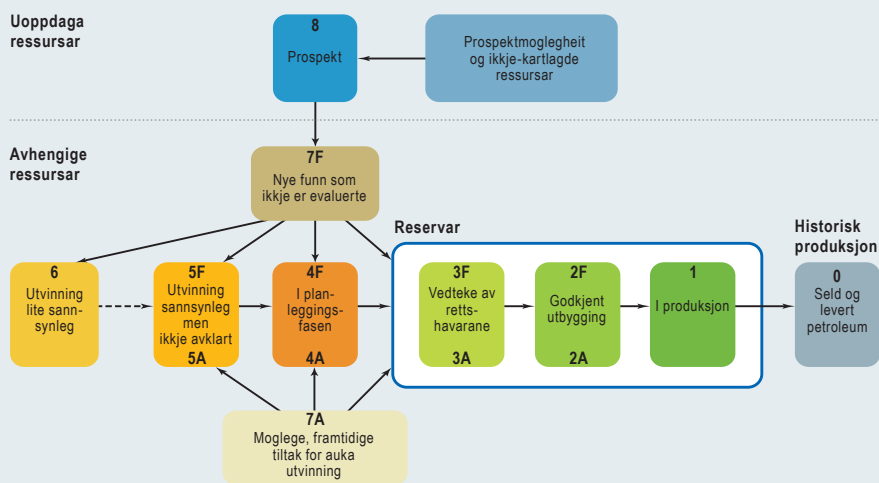 Uoppdaga
ressursar
8
Prospekt
Prospektmoglegheit
og ikkje-kartlagde
ressursar
Avhengige
ressursar
7F
Nye funn som
ikkje er evaluerte
Reservar
Historisk
produksjon
6
Utvinning
lite sann-
synleg
5F
Utvinning
sannsynleg
men
ikkje avklart
5A
4F
I plan-
leggings-
fasen
4A
3F
Vedteke av
retts-
havarane
3A
2F
Godkjent
utbygging
2A
1
I produksjon
0
Seld og
levert
petroleum
7A
Moglege, framtidige
tiltak for auka
utvinning